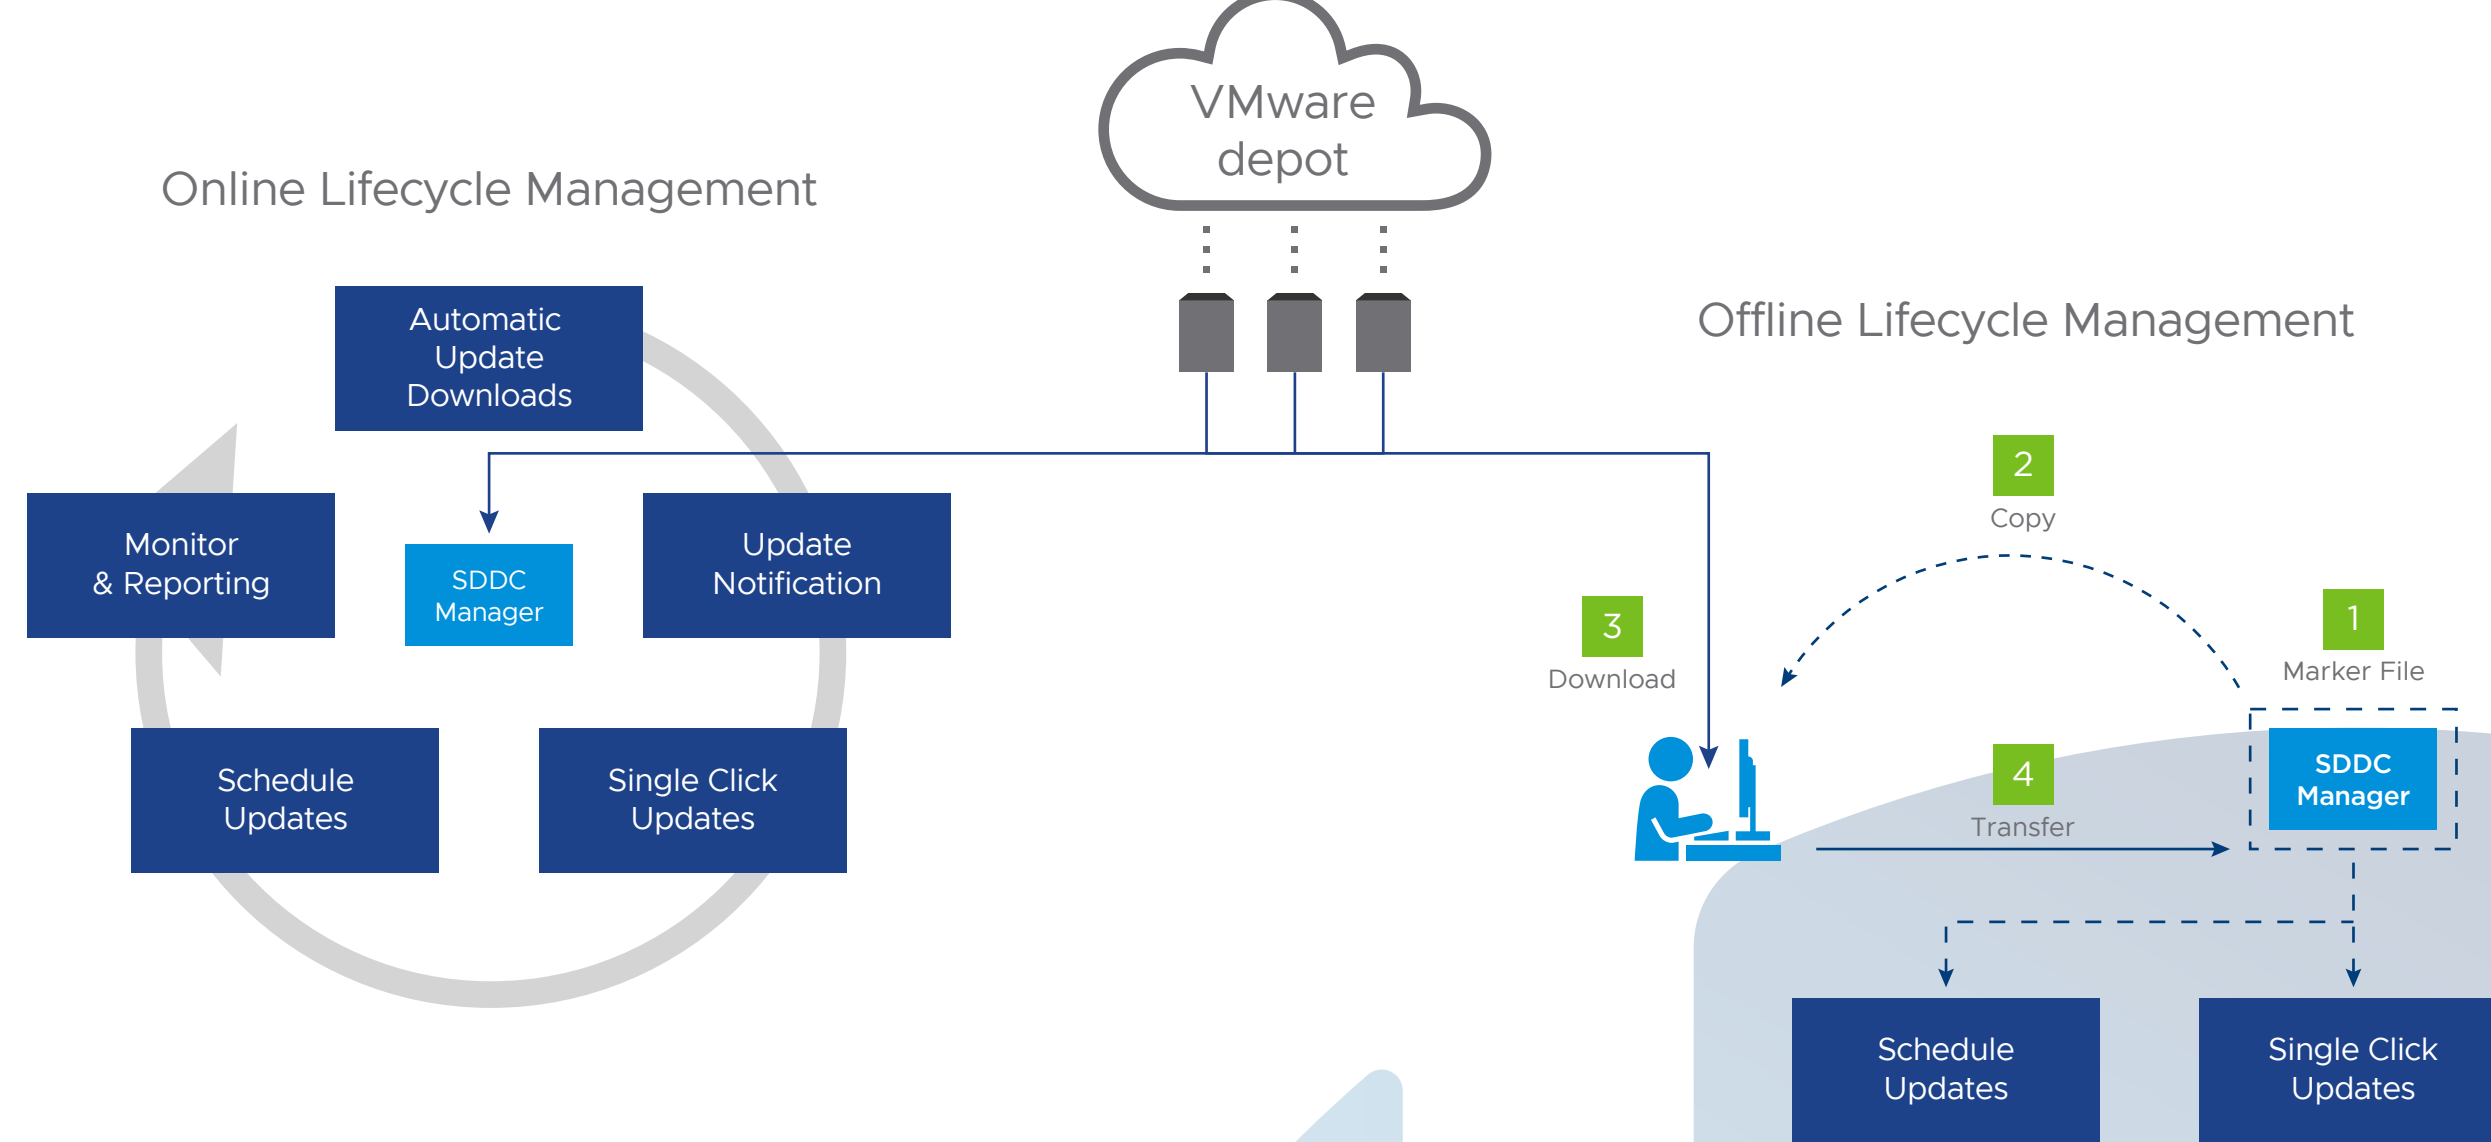 VMware
depot
Online Lifecycle Management
Automatic
Update
Downloads
Monitor
& Reporting
SDDC
Manager
Update
Notification
Schedule
Updates
Single Click
Updates
Offline Lifecycle Management
2
Copy
1
Marker File
3
Download
4
Transfer
SDDC
Manager
Schedule
Updates
Single Click
Updates